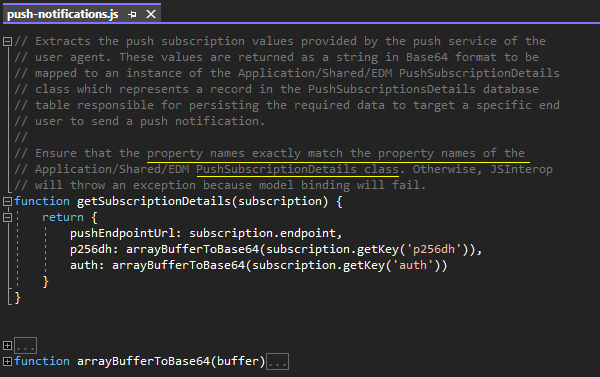 push-notifications.js
// Extracts the push subscription values provided by the push service of the
// user agent. These values are returned as a string in Base64 format to be
// mapped to an instance of the Application/Shared/EDM PushSubscriptionDetails
// class which represents a record in the PushSubscriptionsDetails database
// table responsible for persisting the required data to target a specific end
// user to send a push notification.
//
// Ensure that the property names exactly match the property names of the
// Application/Shared/EDM PushSubscriptionDetails class. Otherwise, JSInterop
// will throw an exception because model binding will fail.
function getSubscriptionDetails(subscription) {
return {
pushEndpointUrl: subscription.endpoint,
p256dh: arrayBufferToBase64(subscription.getKey('p256dh')),
auth: arrayBufferToBase64(subscription.getKey('auth'))
}
}
...
function arrayBufferToBase64(buffer)...